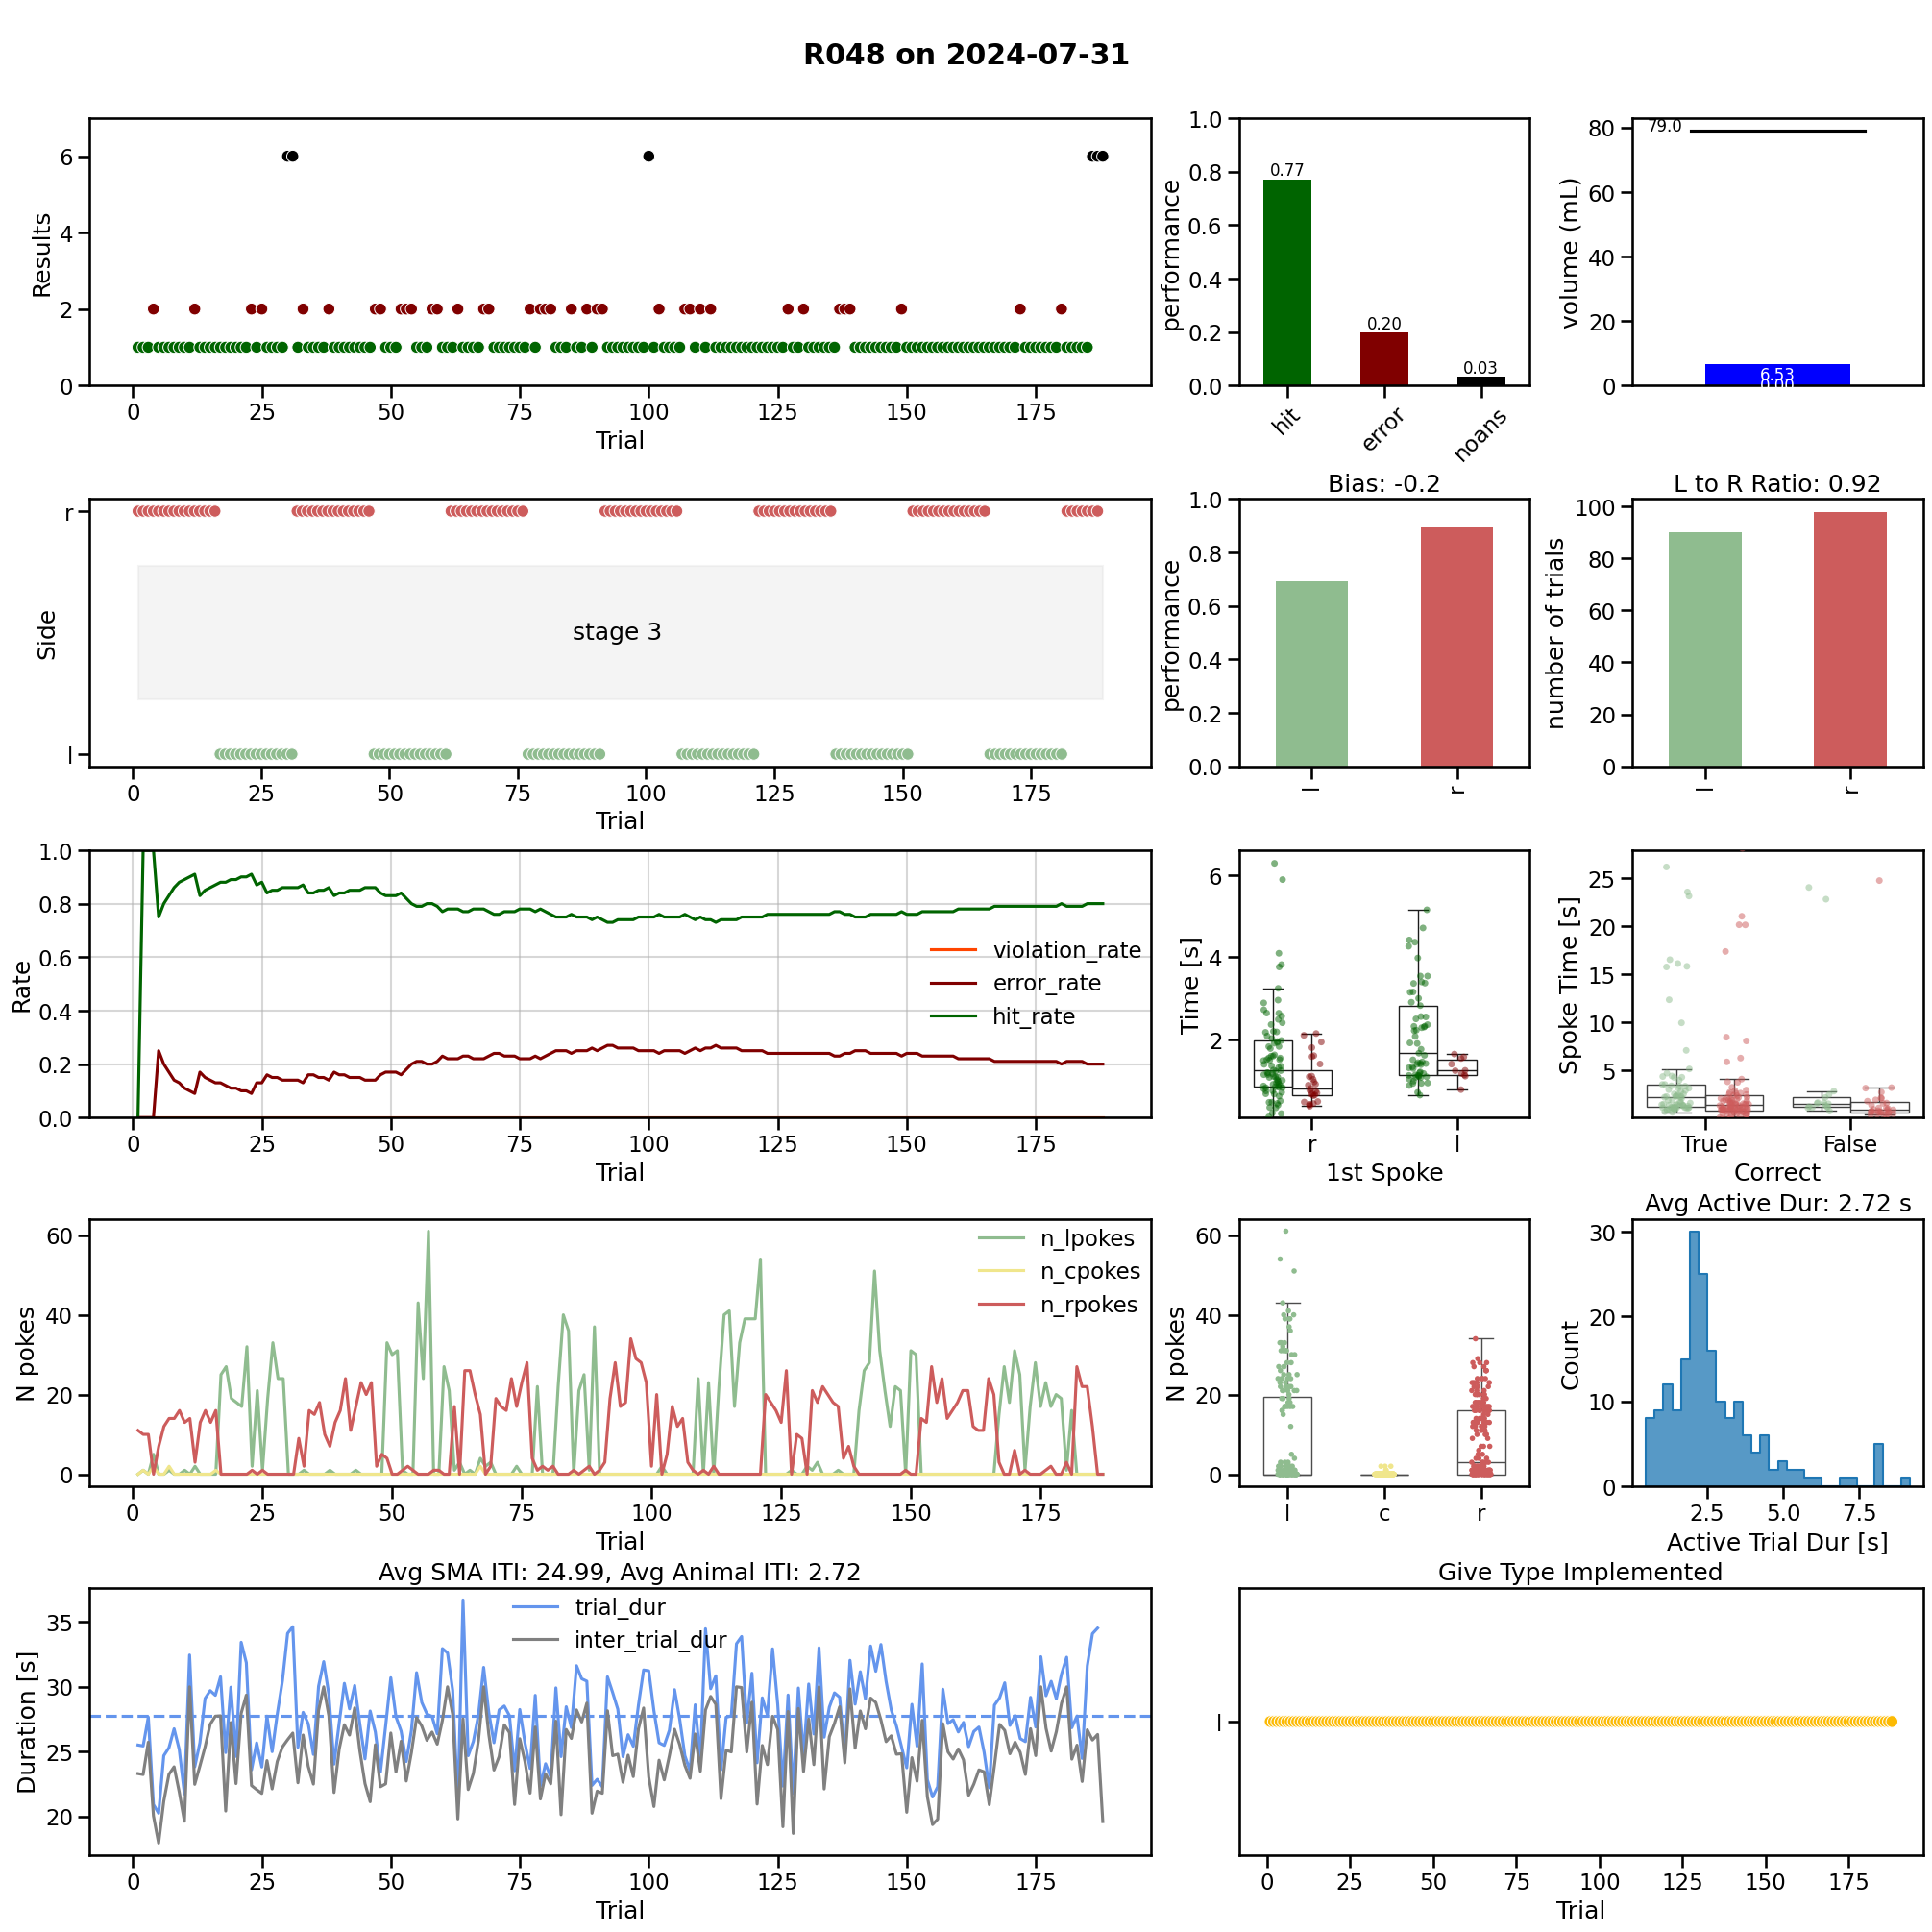 R048 on 2024-07-31
Results
6
4
2
0
0 25 50 75 100 125 150 175
Trial
performance
1.0
0.8
0.6
0.4
0.2
0.0
0.77
0.20
0.03
hit error noans
volume (mL)
80
60
40
20
0
79.0
6.53
0.00
Side
r
l
stage 3
0 25 50 75 100 125 150 175
Trial
Bias: -0.2
performance
1.0
0.8
0.6
0.4
0.2
0.0
l r
L to R Ratio: 0.92
number of trials
100
80
60
40
20
0
l r
Rate
1.0
0.8
0.6
0.4
0.2
0.0
violation_rate
error_rate
hit_rate
0 25 50 75 100 125 150 175
Trial
Time [s]
6
4
2
r l
1st Spoke
Spoke Time [s]
25
20
15
10
5
True False
Correct
N pokes
60
40
20
0
n_lpokes
n_cpokes
n_rpokes
0 25 50 75 100 125 150 175
Trial
N pokes
60
40
20
0
l c r
Avg Active Dur: 2.72 s
Count
30
20
10
0
2.5 5.0 7.5
Active Trial Dur [s]
Avg SMA ITI: 24.99, Avg Animal ITI: 2.72
Duration [s]
35
30
25
20
trial_dur
inter_trial_dur
0 25 50 75 100 125 150 175
Trial
Give Type Implemented
l
0 25 50 75 100 125 150 175
Trial